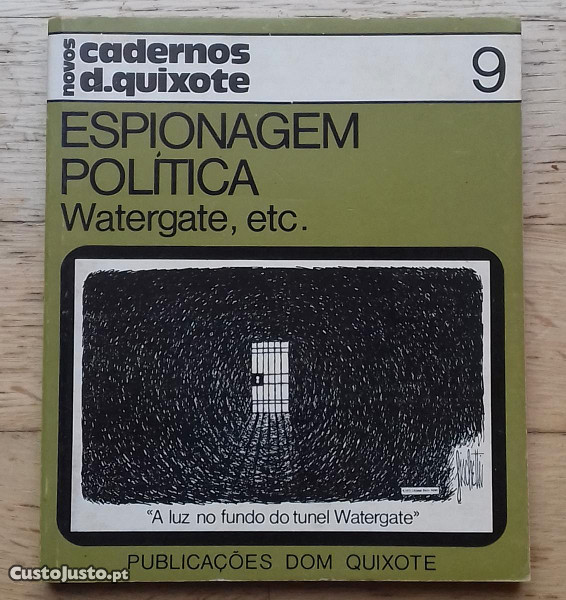 novos
cadernos
d.quixote
9
ESPIONAGEM
POLÍTICA
Watergate, etc.
“A luz no fundo do tunel Watergate”
PUBLICAÇÕES DOM QUIXOTE
CustoJusto.pt